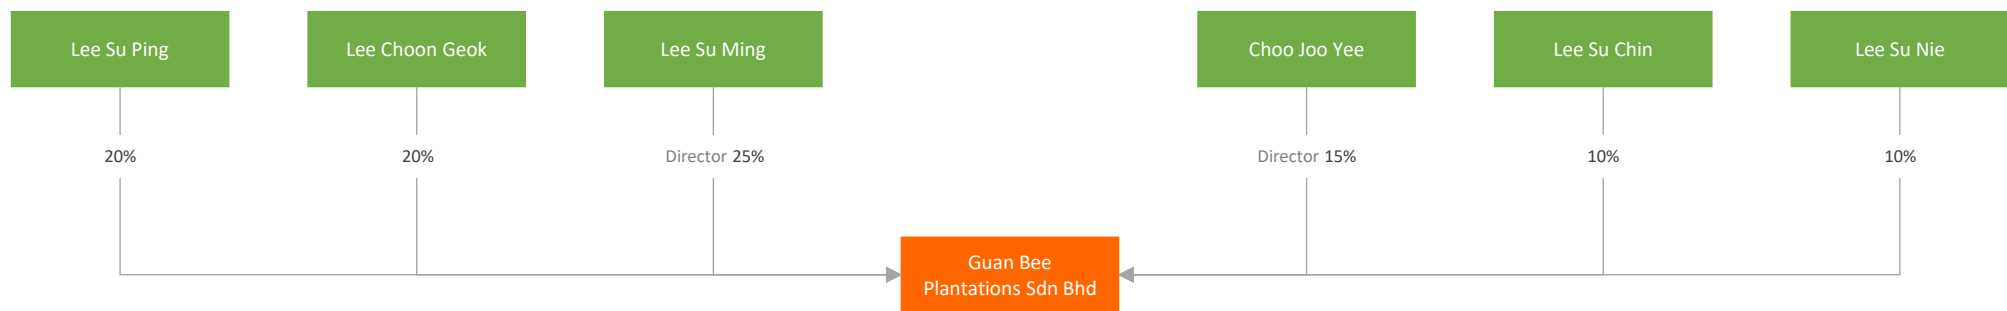 Lee Su Ping
Lee Choon Geok
Lee Su Ming
Choo Joo Yee
Lee Su Chin
Lee Su Nie
20%
20%
Director 25%
Director 15%
10%
10%
Guan Bee
Plantations Sdn Bhd